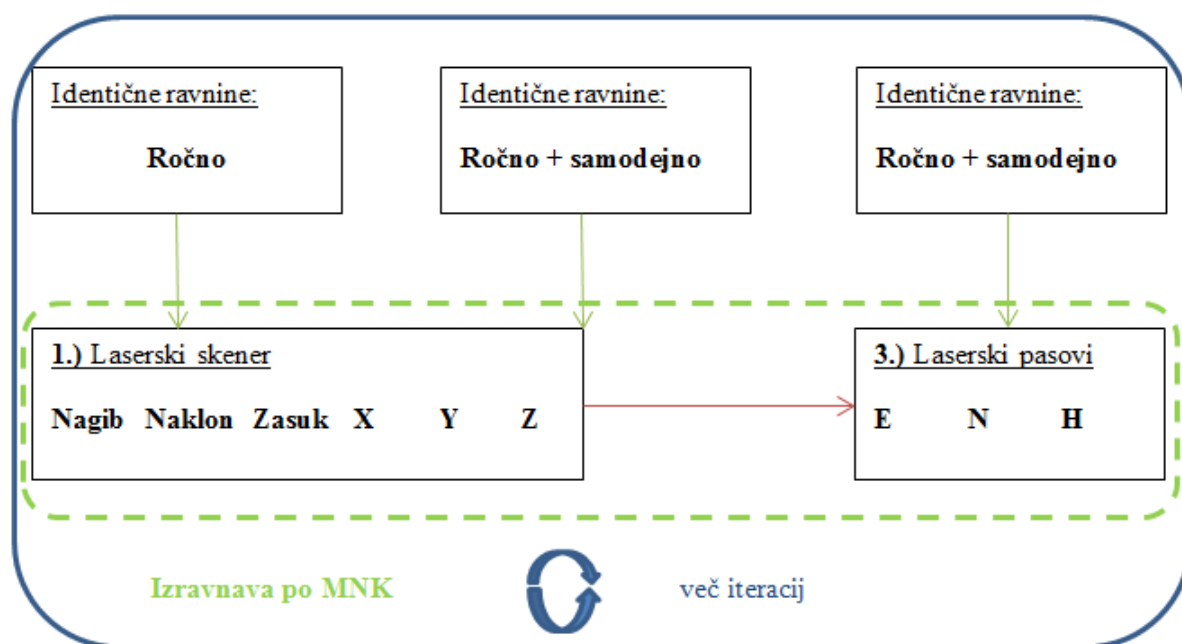 Identične ravnine:
Ročno
Identične ravnine:
Ročno + samodejno
Identične ravnine:
Ročno + samodejno
1.) Laserski skener
Nagib Naklon Zasuk X Y Z
3.) Laserski pasovi
E N H
Izravnava po MNK
več iteracij